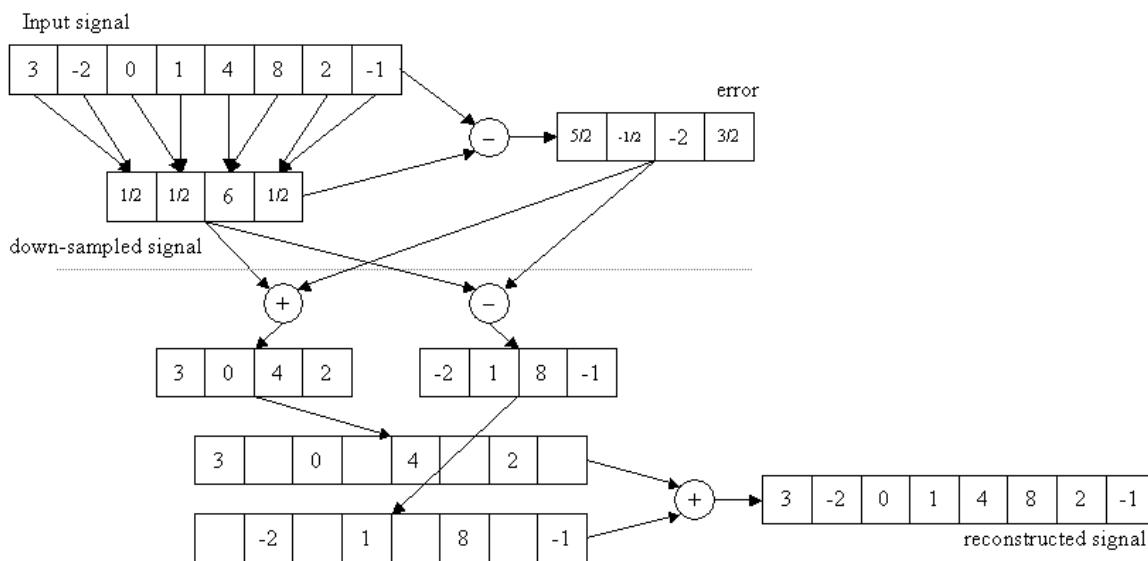 Input signal
3 -2 0 1 4 8 2 -1
error
−
5/2 -1/2 -2 3/2
1/2 1/2 6 1/2
down-sampled signal
+ −
3 0 4 2
-2 1 8 -1
3 0 4 2
+
3 -2 0 1 4 8 2 -1
-2 1 8 -1
reconstructed signal